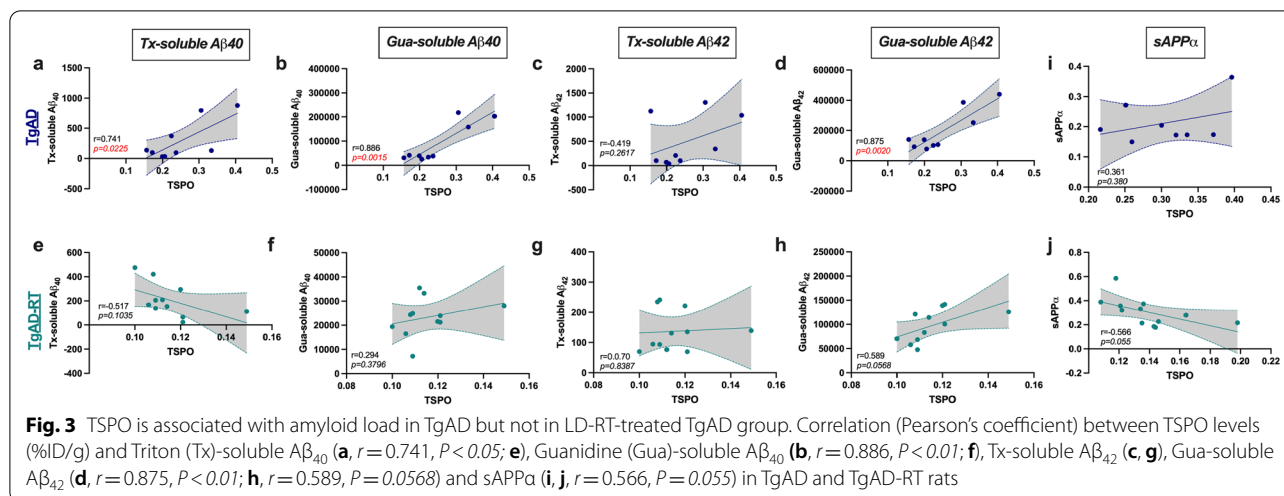 Tx-soluble Aβ40
Gua-soluble Aβ40
Tx-soluble Aβ42
Gua-soluble Aβ42
sAPPα
TgAD
a
Tx-soluble Aβ40
1500
1000
500
0
-500
r=0.741
p=0.0225
0.1
0.2
0.3
0.4
0.5
TSPO
b
Gua-soluble Aβ40
400000
300000
200000
100000
0
-100000
r=0.886
p=0.0015
0.1
0.2
0.3
0.4
0.5
TSPO
c
Tx-soluble Aβ42
2000
1500
1000
500
0
-500
r=-0.419
p=0.2617
0.1
0.2
0.3
0.4
0.5
TSPO
d
Gua-soluble Aβ42
600000
400000
200000
0
-200000
r=0.875
p=0.0020
0.1
0.2
0.3
0.4
0.5
TSPO
i
sAPPα
0.4
0.3
0.2
0.1
0.0
r=0.361
p=0.380
0.20
0.25
0.30
0.35
0.40
0.45
TSPO
TgAD-RT
e
Tx-soluble Aβ40
600
400
200
0
-200
-400
r=-0.517
p=0.1035
0.10
0.12
0.14
0.16
TSPO
f
Gua-soluble Aβ40
50000
40000
30000
20000
10000
0
r=0.294
p=0.3796
0.08
0.10
0.12
0.14
0.16
TSPO
g
Tx-soluble Aβ42
400
300
200
100
0
r=0.0.70
p=0.8387
0.08
0.10
0.12
0.14
0.16
TSPO
h
Gua-soluble Aβ42
250000
200000
150000
100000
50000
0
r=0.589
p=0.0568
0.08
0.10
0.12
0.14
0.16
TSPO
j
sAPPα
0.8
0.6
0.4
0.2
0.0
-0.2
r=-0.566
p=0.055
0.12
0.14
0.16
0.18
0.20
TSPO
Fig. 3 TSPO is associated with amyloid load in TgAD but not in LD-RT-treated TgAD group. Correlation (Pearson’s coefficient) between TSPO levels
(%ID/g) and Triton (Tx)-soluble Aβ40 (a, r = 0.741, P < 0.05; e), Guanidine (Gua)-soluble Aβ40 (b, r = 0.886, P < 0.01; f), Tx-soluble Aβ42 (c, g), Gua-soluble
Aβ42 (d, r = 0.875, P < 0.01; h, r = 0.589, P = 0.0568) and sAPPα (i, j, r = 0.566, P = 0.055) in TgAD and TgAD-RT rats